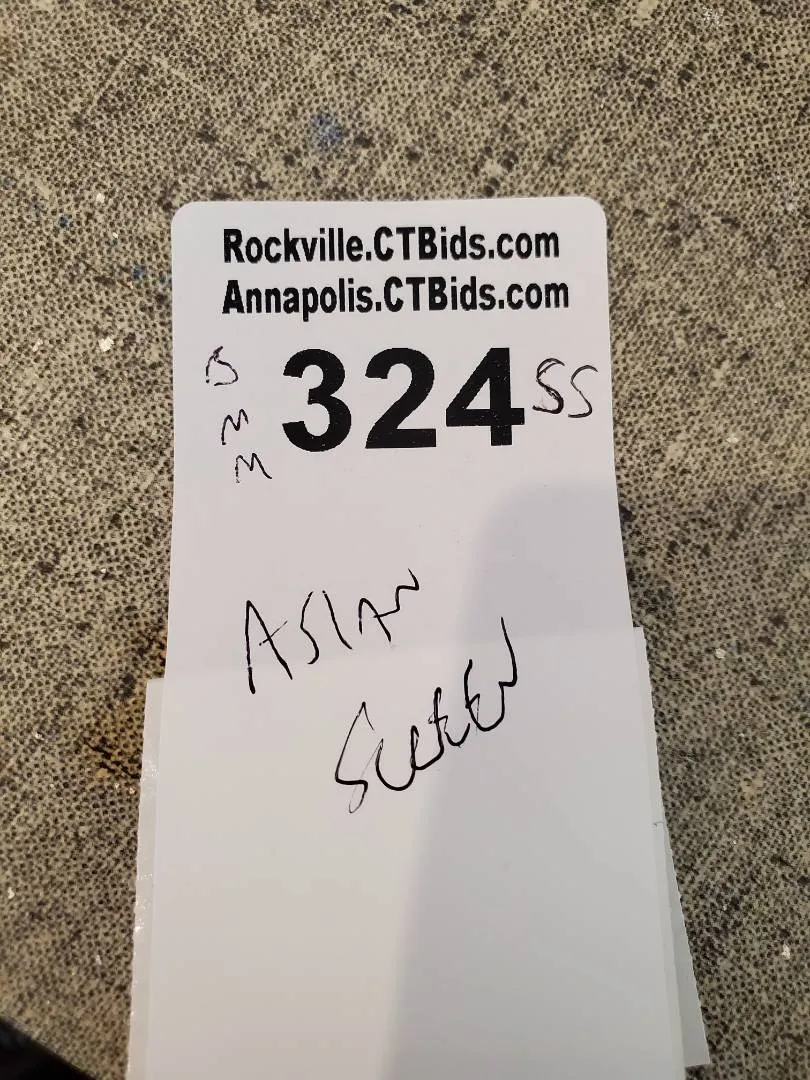 Rockville.CTBids.com
Annapolis.CTBids.com
B 324 SS
M
M
ASIAN
SCREEN